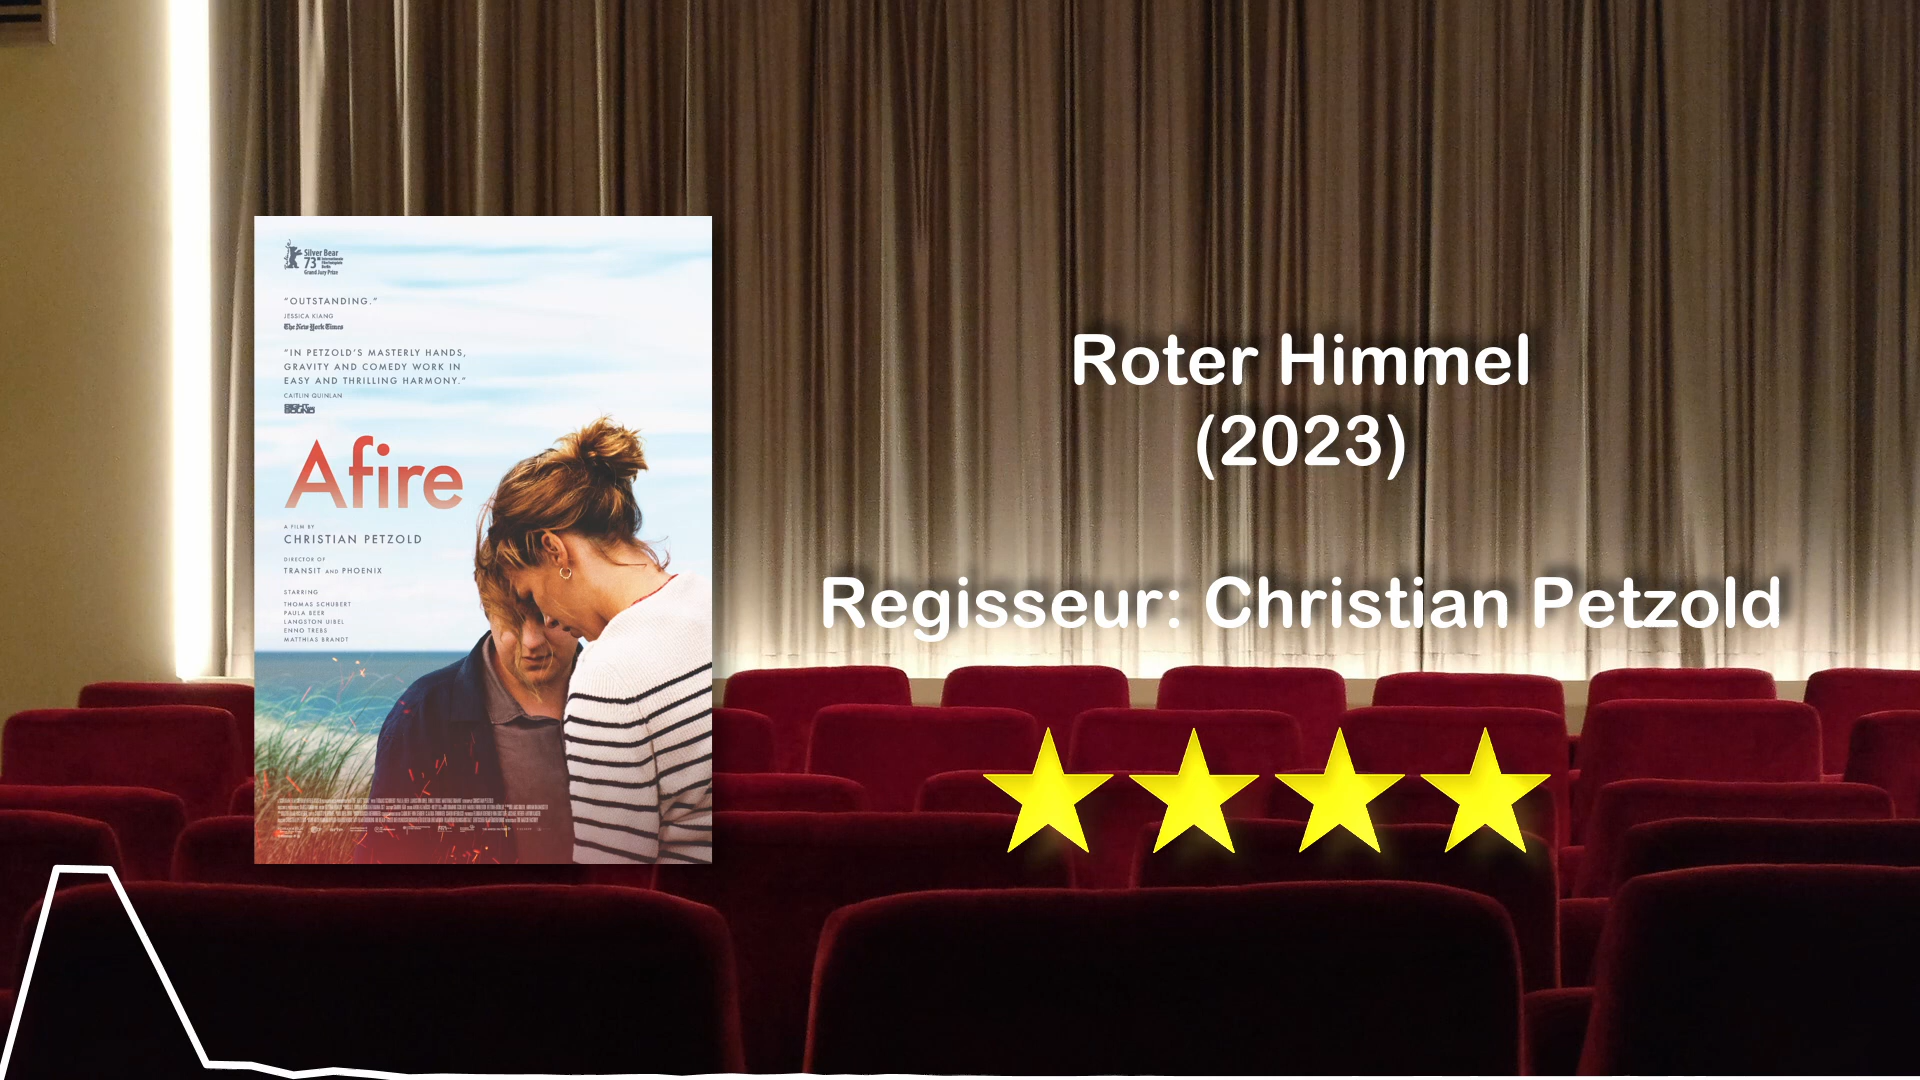 Silver Bear
73
Grand Jury Prize
“OUTSTANDING.”
JESSICA KIANG
The New York Times
“IN PETZOLD’S MASTERLY HANDS,
GRAVITY AND COMEDY WORK IN
EASY AND THRILLING HARMONY.”
CAITLIN QUINLAN
Afire
A FILM BY
CHRISTIAN PETZOLD
DIRECTOR OF
TRANSIT AND PHOENIX
STARRING
THOMAS SCHUBERT
PAULA BEER
LANGSTON UIBEL
ENNO TREBS
MATTHIAS BRANDT
Roter Himmel
(2023)
Regisseur: Christian Petzold